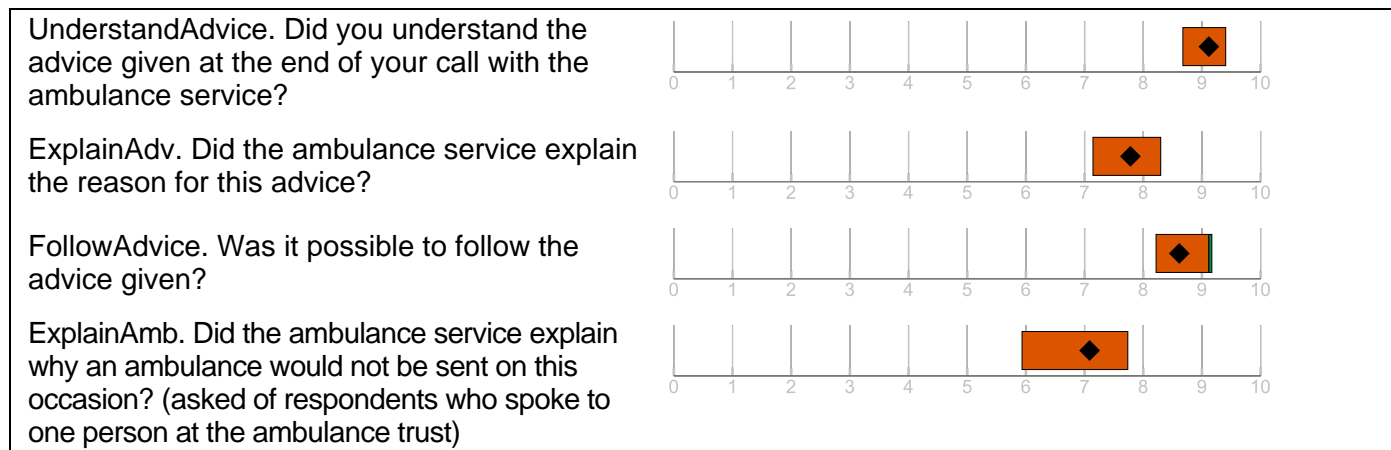 UnderstandAdvice. Did you understand the
advice given at the end of your call with the
ambulance service?
0 1 2 3 4 5 6 7 8 9 10
ExplainAdv. Did the ambulance service explain
the reason for this advice?
0 1 2 3 4 5 6 7 8 9 10
FollowAdvice. Was it possible to follow the
advice given?
0 1 2 3 4 5 6 7 8 9 10
ExplainAmb. Did the ambulance service explain
why an ambulance would not be sent on this
occasion? (asked of respondents who spoke to
one person at the ambulance trust)
0 1 2 3 4 5 6 7 8 9 10